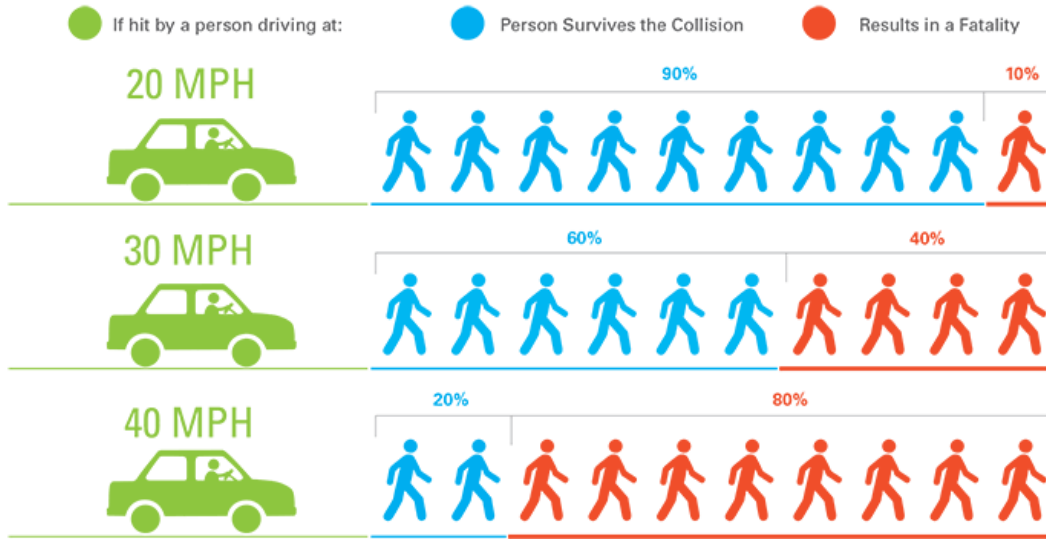 If hit by a person driving at: Person Survives the Collision Results in a Fatality
20 MPH 90% 10%
30 MPH 60% 40%
40 MPH 20% 80%